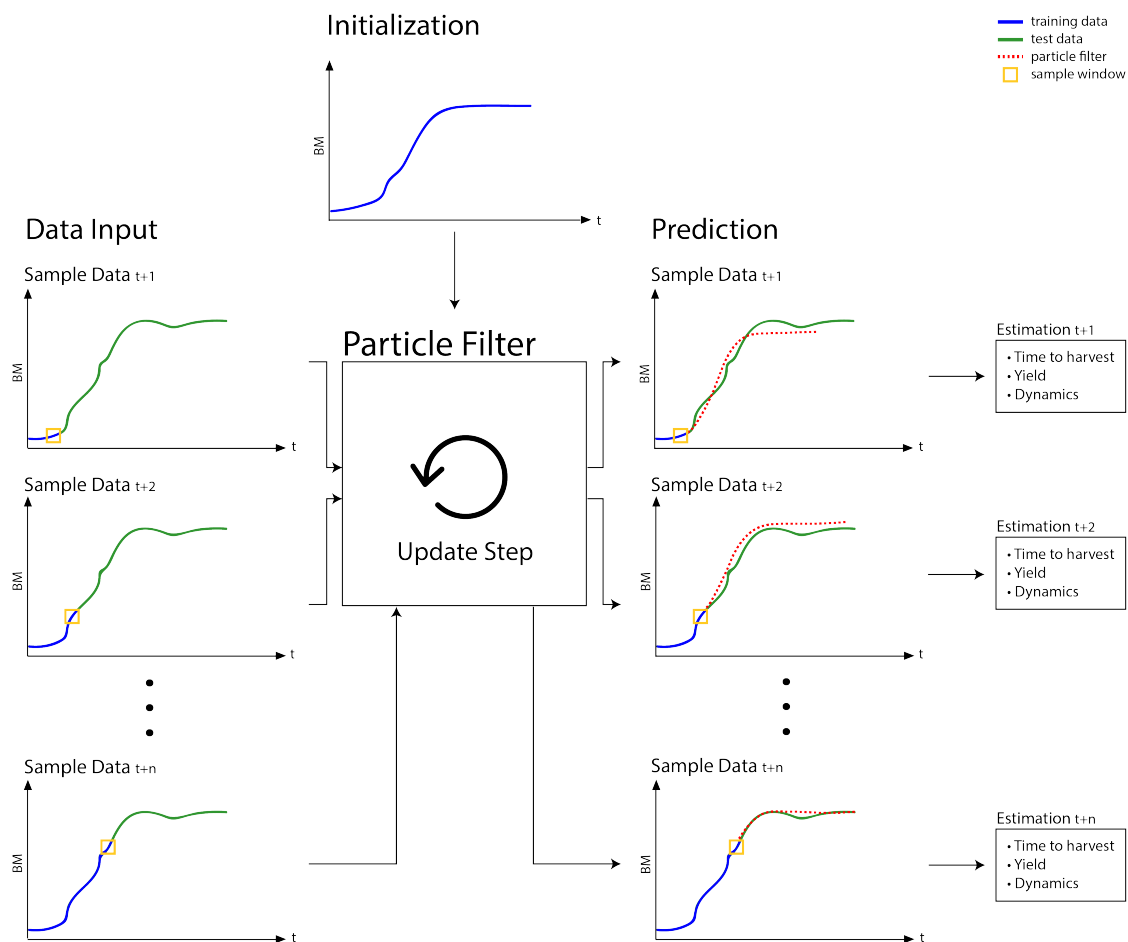 Initialization
training data
test data
particle filter
sample window
BM
t
Data Input
Sample Data t+1
BM
t
Sample Data t+2
BM
t
Sample Data t+n
BM
t
Particle Filter
Update Step
Prediction
Sample Data t+1
BM
t
Estimation t+1
• Time to harvest
• Yield
• Dynamics
Sample Data t+2
BM
t
Estimation t+2
• Time to harvest
• Yield
• Dynamics
Sample Data t+n
BM
t
Estimation t+n
• Time to harvest
• Yield
• Dynamics